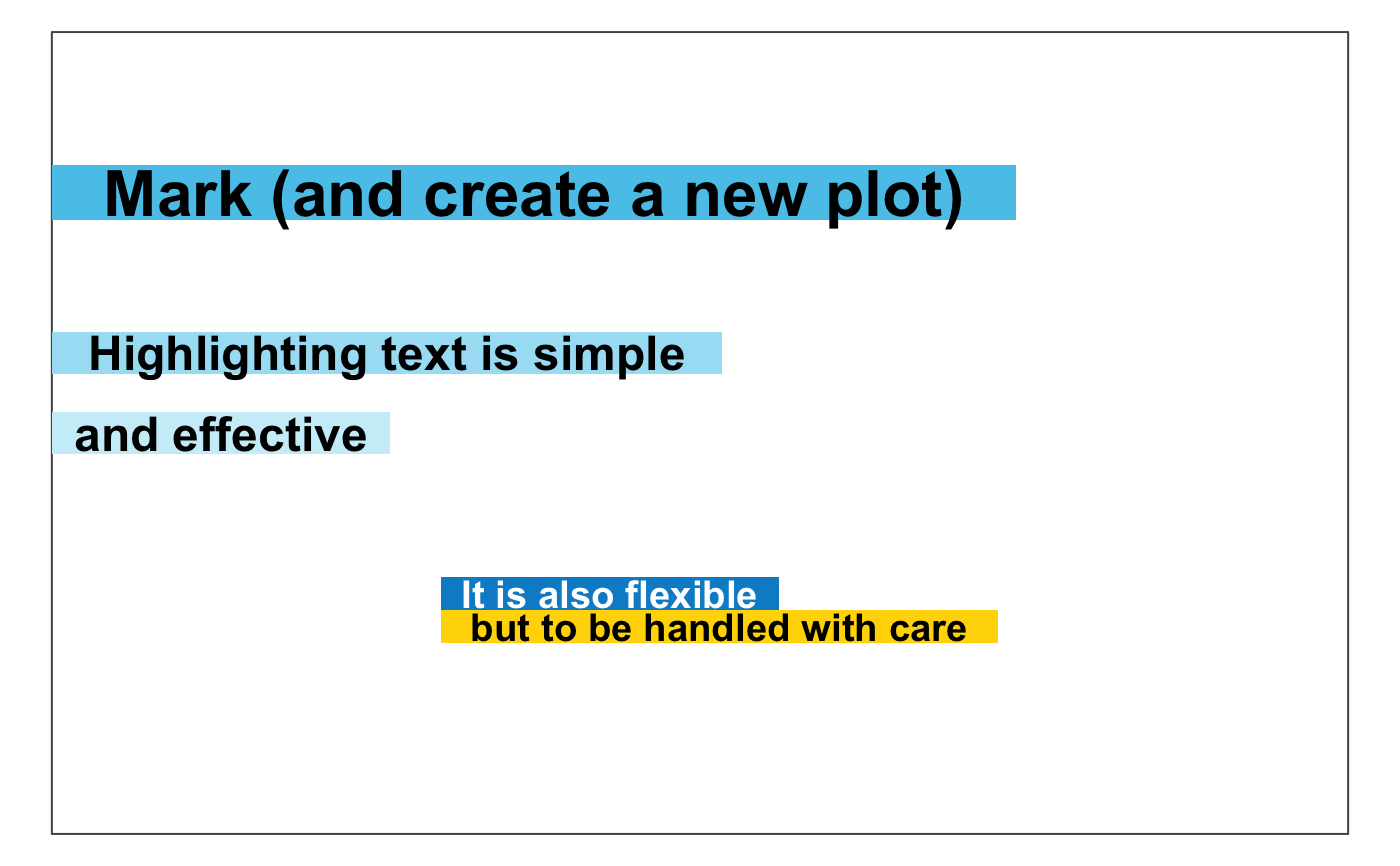 Mark (and create a new plot)
Highlighting text is simple
and effective
It is also flexible
but to be handled with care